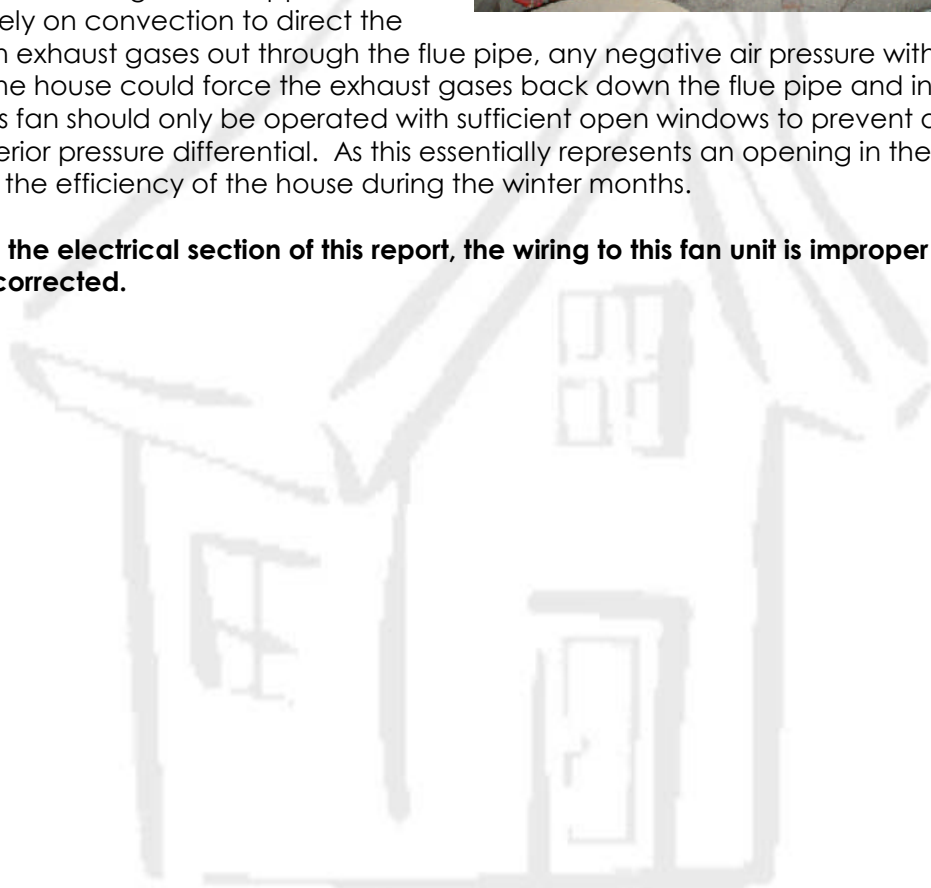 ely on convection to direct the
exhaust gases out through the flue pipe, any negative air pressure with
he house could force the exhaust gases back down the flue pipe and in
s fan should only be operated with sufficient open windows to prevent
erior pressure differential. As this essentially represents an opening in the
the efficiency of the house during the winter months.
the electrical section of this report, the wiring to this fan unit is improper
corrected.